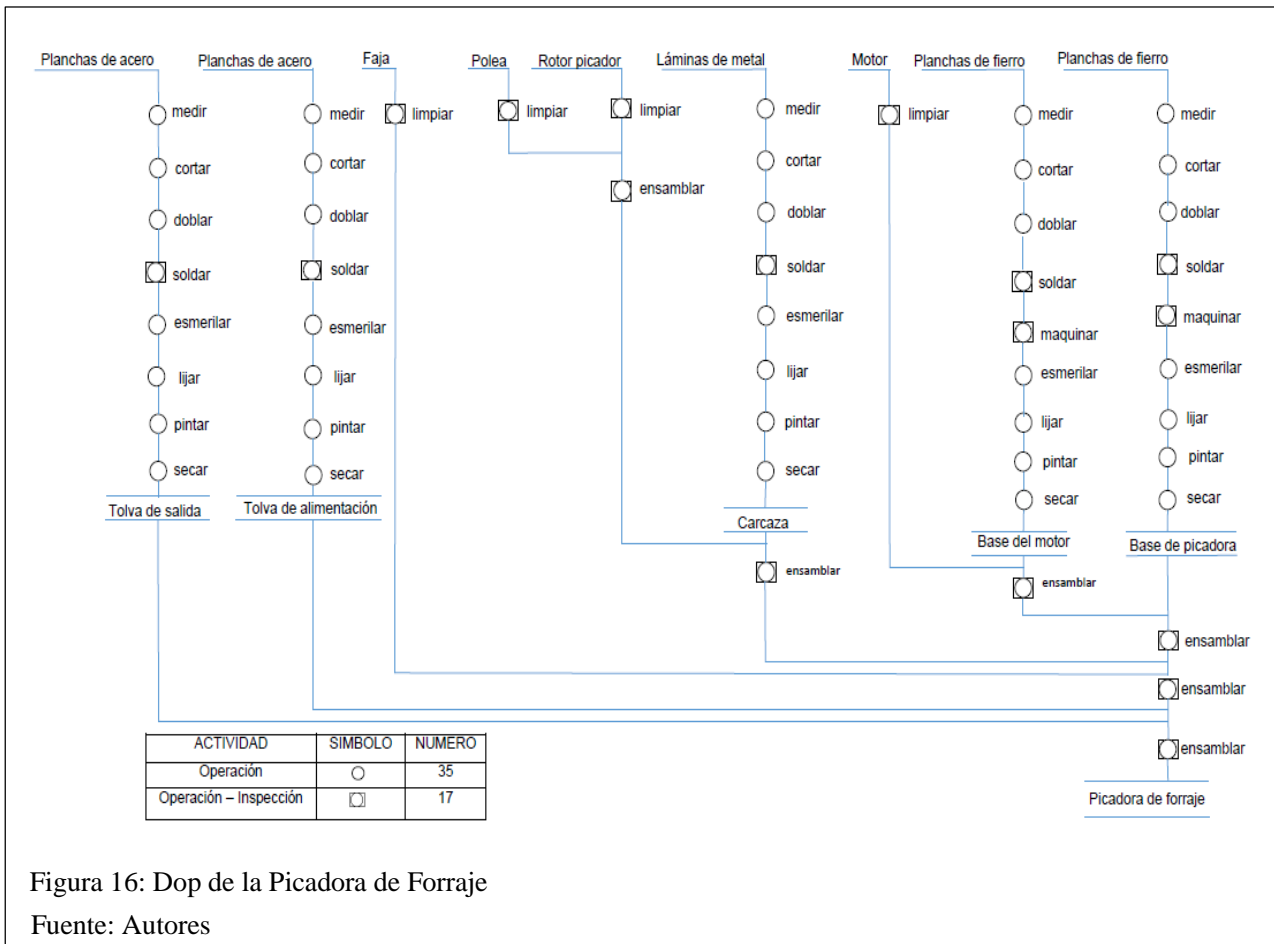 Planchas de acero
Planchas de acero
Faja
Polea
Rotor picador
Láminas de metal
Motor
Planchas de fierro
Planchas de fierro
medir
cortar
doblar
soldar
esmerilar
lijar
pintar
secar
Tolva de salida
medir
cortar
doblar
soldar
esmerilar
lijar
pintar
secar
Tolva de alimentación
limpiar
limpiar
limpiar
ensamblar
medir
cortar
doblar
soldar
esmerilar
lijar
pintar
secar
Carcaza
ensamblar
limpiar
medir
cortar
doblar
soldar
maquinar
esmerilar
lijar
pintar
secar
Base del motor
ensamblar
medir
cortar
doblar
soldar
maquinar
esmerilar
lijar
pintar
secar
Base de picadora
ensamblar
ensamblar
ensamblar
Picadora de forraje
ACTIVIDAD SIMBOLO NUMERO
Operación 35
Operación – Inspección 17
Figura 16: Dop de la Picadora de Forraje
Fuente: Autores